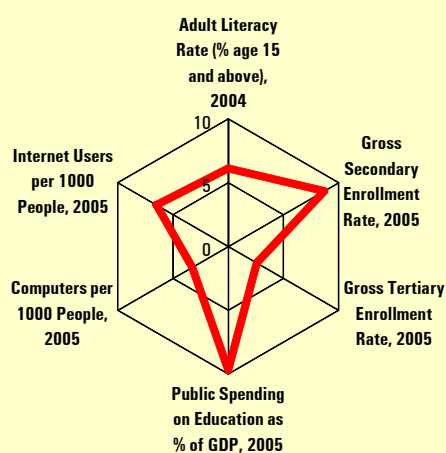 Adult Literacy
Rate (% age 15
and above),
2004
10
5
0
Gross
Secondary
Enrollment
Rate, 2005
Gross Tertiary
Enrollment
Rate, 2005
Public Spending
on Education as
% of GDP, 2005
Computers per
1000 People,
2005
Internet Users
per 1000
People, 2005